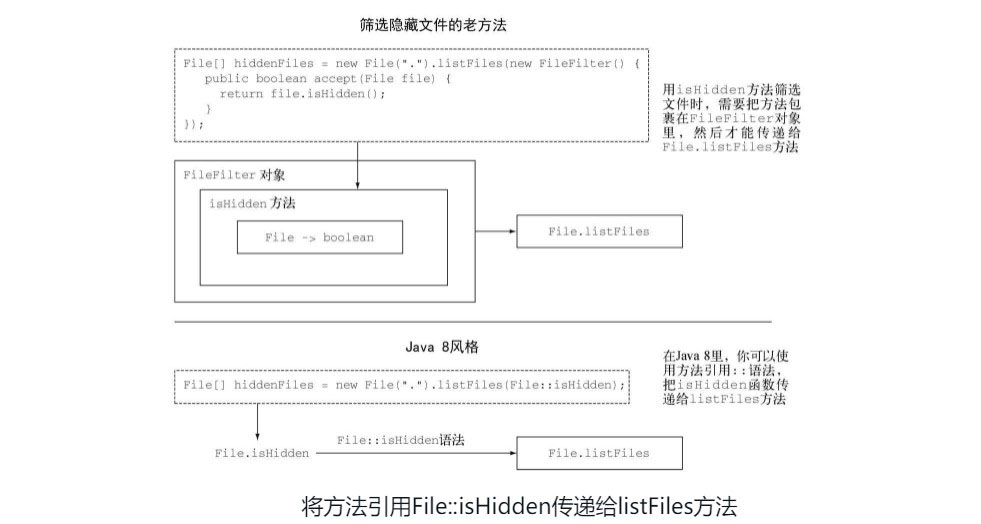 筛选隐藏文件的老方法
File[] hiddenFiles = new File(".").listFiles(new FileFilter() {
public boolean accept(File file) {
return file.isHidden();
}
});
用isHidden方法筛选
文件时，需要把方法包
裹在FileFilter对象
里，然后才能传递给
File.listFiles方法
FileFilter 对象
isHidden 方法
File -> boolean
File.listFiles
Java 8风格
File[] hiddenFiles = new File(".").listFiles(File::isHidden);
在Java 8里，你可以使
用方法引用::语法，
把isHidden函数传
递给listFiles方法
File.isHidden
File::isHidden语法
File.listFiles
将方法引用File::isHidden传递给listFiles方法